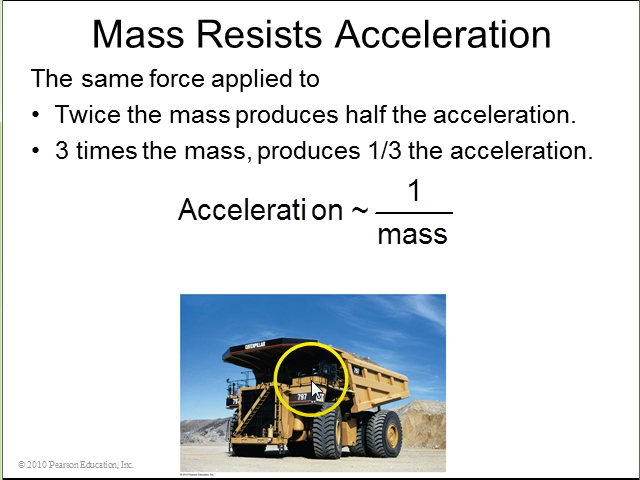 Mass Resists Acceleration
The same force applied to
• Twice the mass produces half the acceleration.
• 3 times the mass, produces 1/3 the acceleration.
Accelerati on ~ 1
mass
CATERPILLAR
797
797
© 2010 Pearson Education, Inc.